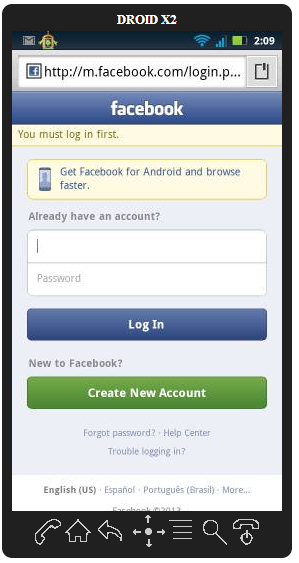 DROID X2
2:09
http://m.facebook.com/login.p...
facebook
You must log in first.
Get Facebook for Android and browse
faster.
Already have an account?
Password
Log In
New to Facebook?
Create New Account
Forgot password? · Help Center
Trouble logging in?
English (US) · Español · Português (Brasil) · More...
Facebook ©2013